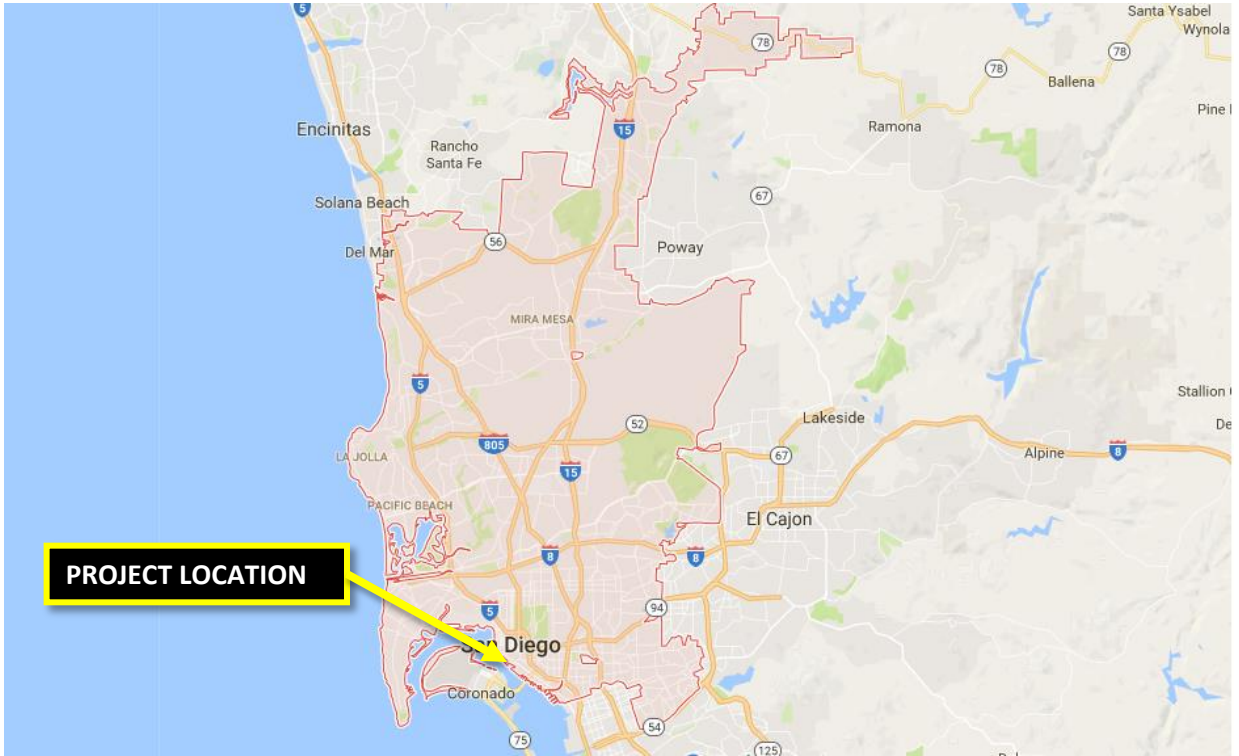 5
Santa Ysabel
Wynola
78
78
78
Ballena
Pine
Encinitas
15
Ramona
Rancho
Santa Fe
67
Solana Beach
56
Del Mar
Poway
MIRA MESA
5
Stallion
Lakeside
52
De
805
67
Alpine
8
LA JOLLA
15
PACIFIC BEACH
El Cajon
8
8
PROJECT LOCATION
94
5
San Diego
Coronado
54
75
125